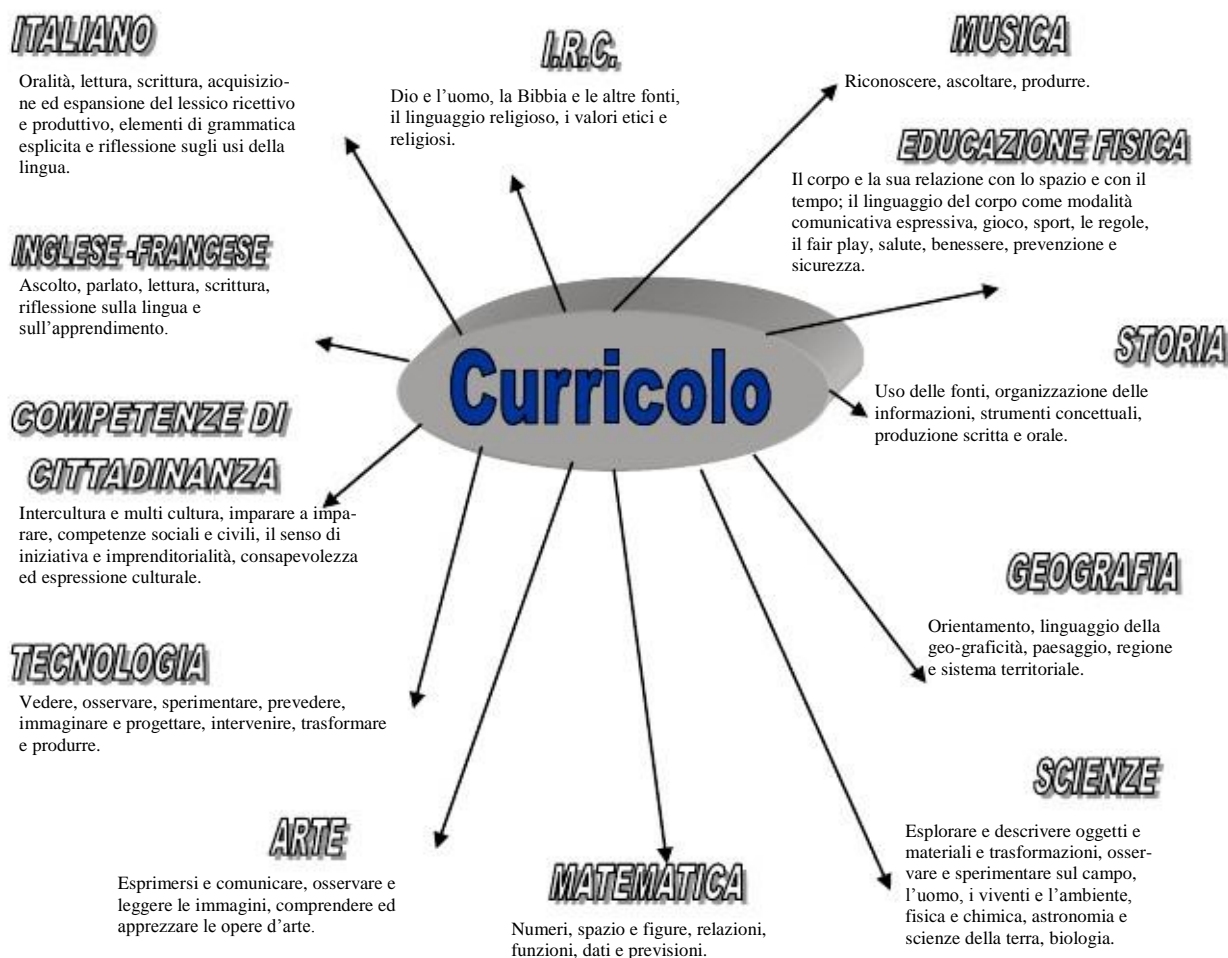 ITALIANO
Oralità, lettura, scrittura, acquisizio-
ne ed espansione del lessico ricettivo
e produttivo, elementi di grammatica
esplicita e riflessione sugli usi della
lingua.
I.R.C.
Dio e l’uomo, la Bibbia e le altre fonti,
il linguaggio religioso, i valori etici e
religiosi.
MUSICA
Riconoscere, ascoltare, produrre.
EDUCAZIONE FISICA
Il corpo e la sua relazione con lo spazio e con il
tempo; il linguaggio del corpo come modalità
comunicativa espressiva, gioco, sport, le regole,
il fair play, salute, benessere, prevenzione e
sicurezza.
INGLESE -FRANCESE
Ascolto, parlato, lettura, scrittura,
riflessione sulla lingua e
sull’apprendimento.
STORIA
Uso delle fonti, organizzazione delle
informazioni, strumenti concettuali,
produzione scritta e orale.
Curricolo
COMPETENZE DI
CITTADINANZA
Intercultura e multi cultura, imparare a impa-
rare, competenze sociali e civili, il senso di
iniziativa e imprenditorialità, consapevolezza
ed espressione culturale.
GEOGRAFIA
Orientamento, linguaggio della
geo-graficità, paesaggio, regione
e sistema territoriale.
TECNOLOGIA
Vedere, osservare, sperimentare, prevedere,
immaginare e progettare, intervenire, trasformare
e produrre.
SCIENZE
Esplorare e descrivere oggetti e
materiali e trasformazioni, osser-
vare e sperimentare sul campo,
l’uomo, i viventi e l’ambiente,
fisica e chimica, astronomia e
scienze della terra, biologia.
ARTE
Esprimersi e comunicare, osservare e
leggere le immagini, comprendere ed
apprezzare le opere d’arte.
MATEMATICA
Numeri, spazio e figure, relazioni,
funzioni, dati e previsioni.